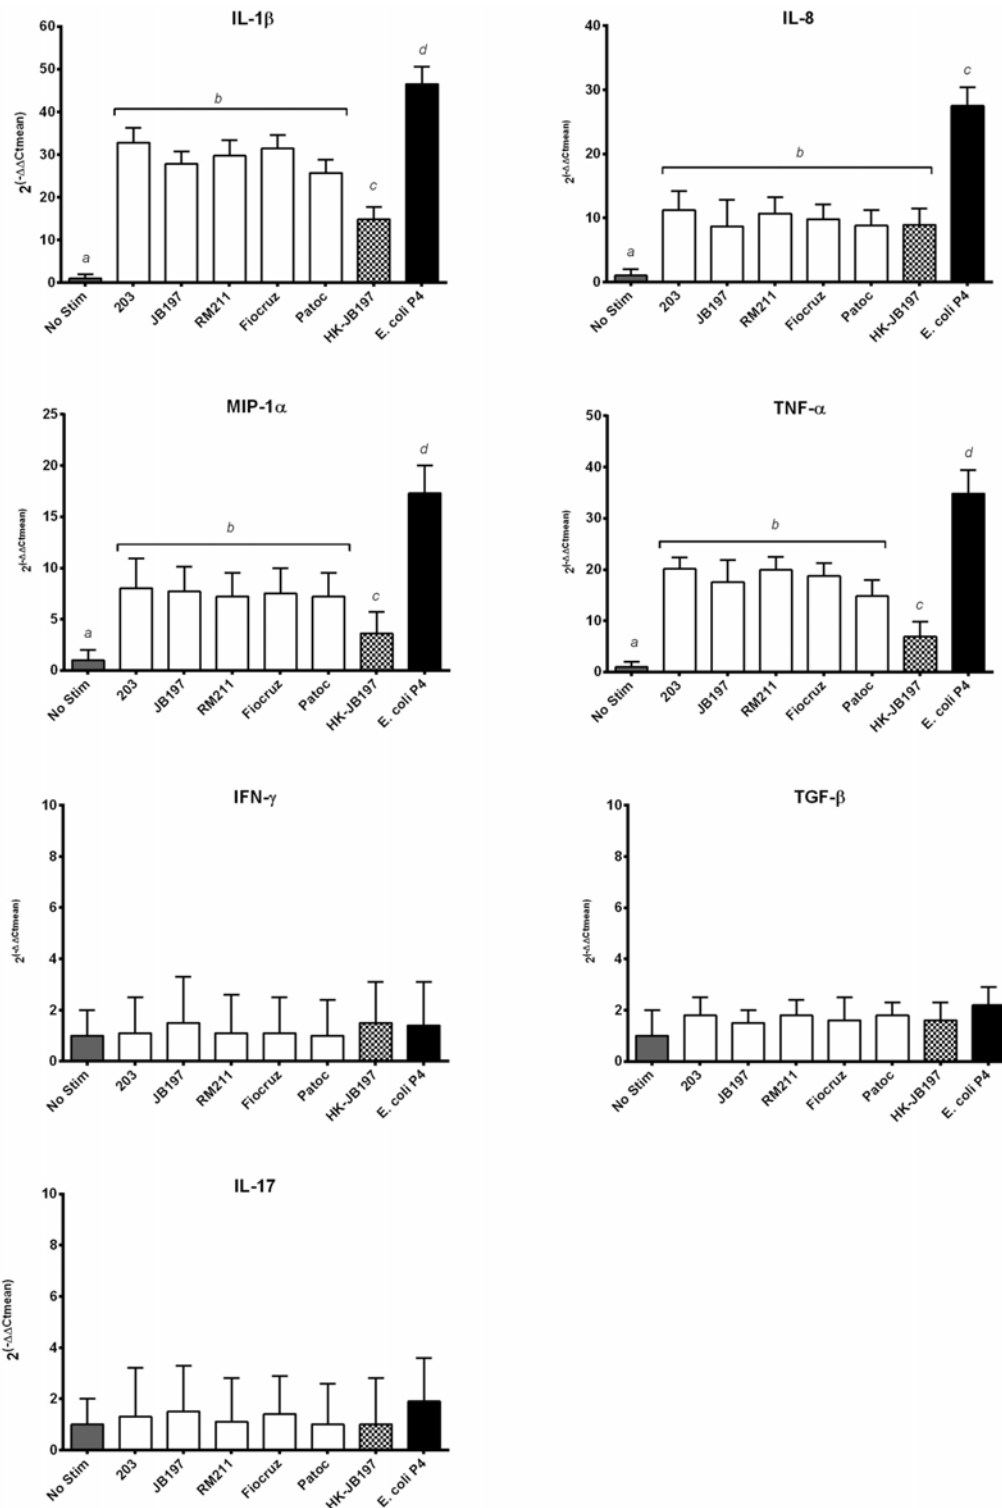 IL-1β
2(-ΔΔCtmean)
60
50
40
30
20
10
0
a
b
c
d
No Stim
203
JB197
RM211
Fiocruz
Patoc
HK-JB197
E. coli P4
IL-8
2(-ΔΔCtmean)
40
30
20
10
0
a
b
c
No Stim
203
JB197
RM211
Fiocruz
Patoc
HK-JB197
E. coli P4
MIP-1α
2(-ΔΔCtmean)
25
20
15
10
5
0
a
b
c
d
No Stim
203
JB197
RM211
Fiocruz
Patoc
HK-JB197
E. coli P4
TNF-α
2(-ΔΔCtmean)
50
40
30
20
10
0
a
b
c
d
No Stim
203
JB197
RM211
Fiocruz
Patoc
HK-JB197
E. coli P4
IFN-γ
2(-ΔΔCtmean)
10
8
6
4
2
0
No Stim
203
JB197
RM211
Fiocruz
Patoc
HK-JB197
E. coli P4
TGF-β
2(-ΔΔCtmean)
10
8
6
4
2
0
No Stim
203
JB197
RM211
Fiocruz
Patoc
HK-JB197
E. coli P4
IL-17
2(-ΔΔCtmean)
10
8
6
4
2
0
No Stim
203
JB197
RM211
Fiocruz
Patoc
HK-JB197
E. coli P4